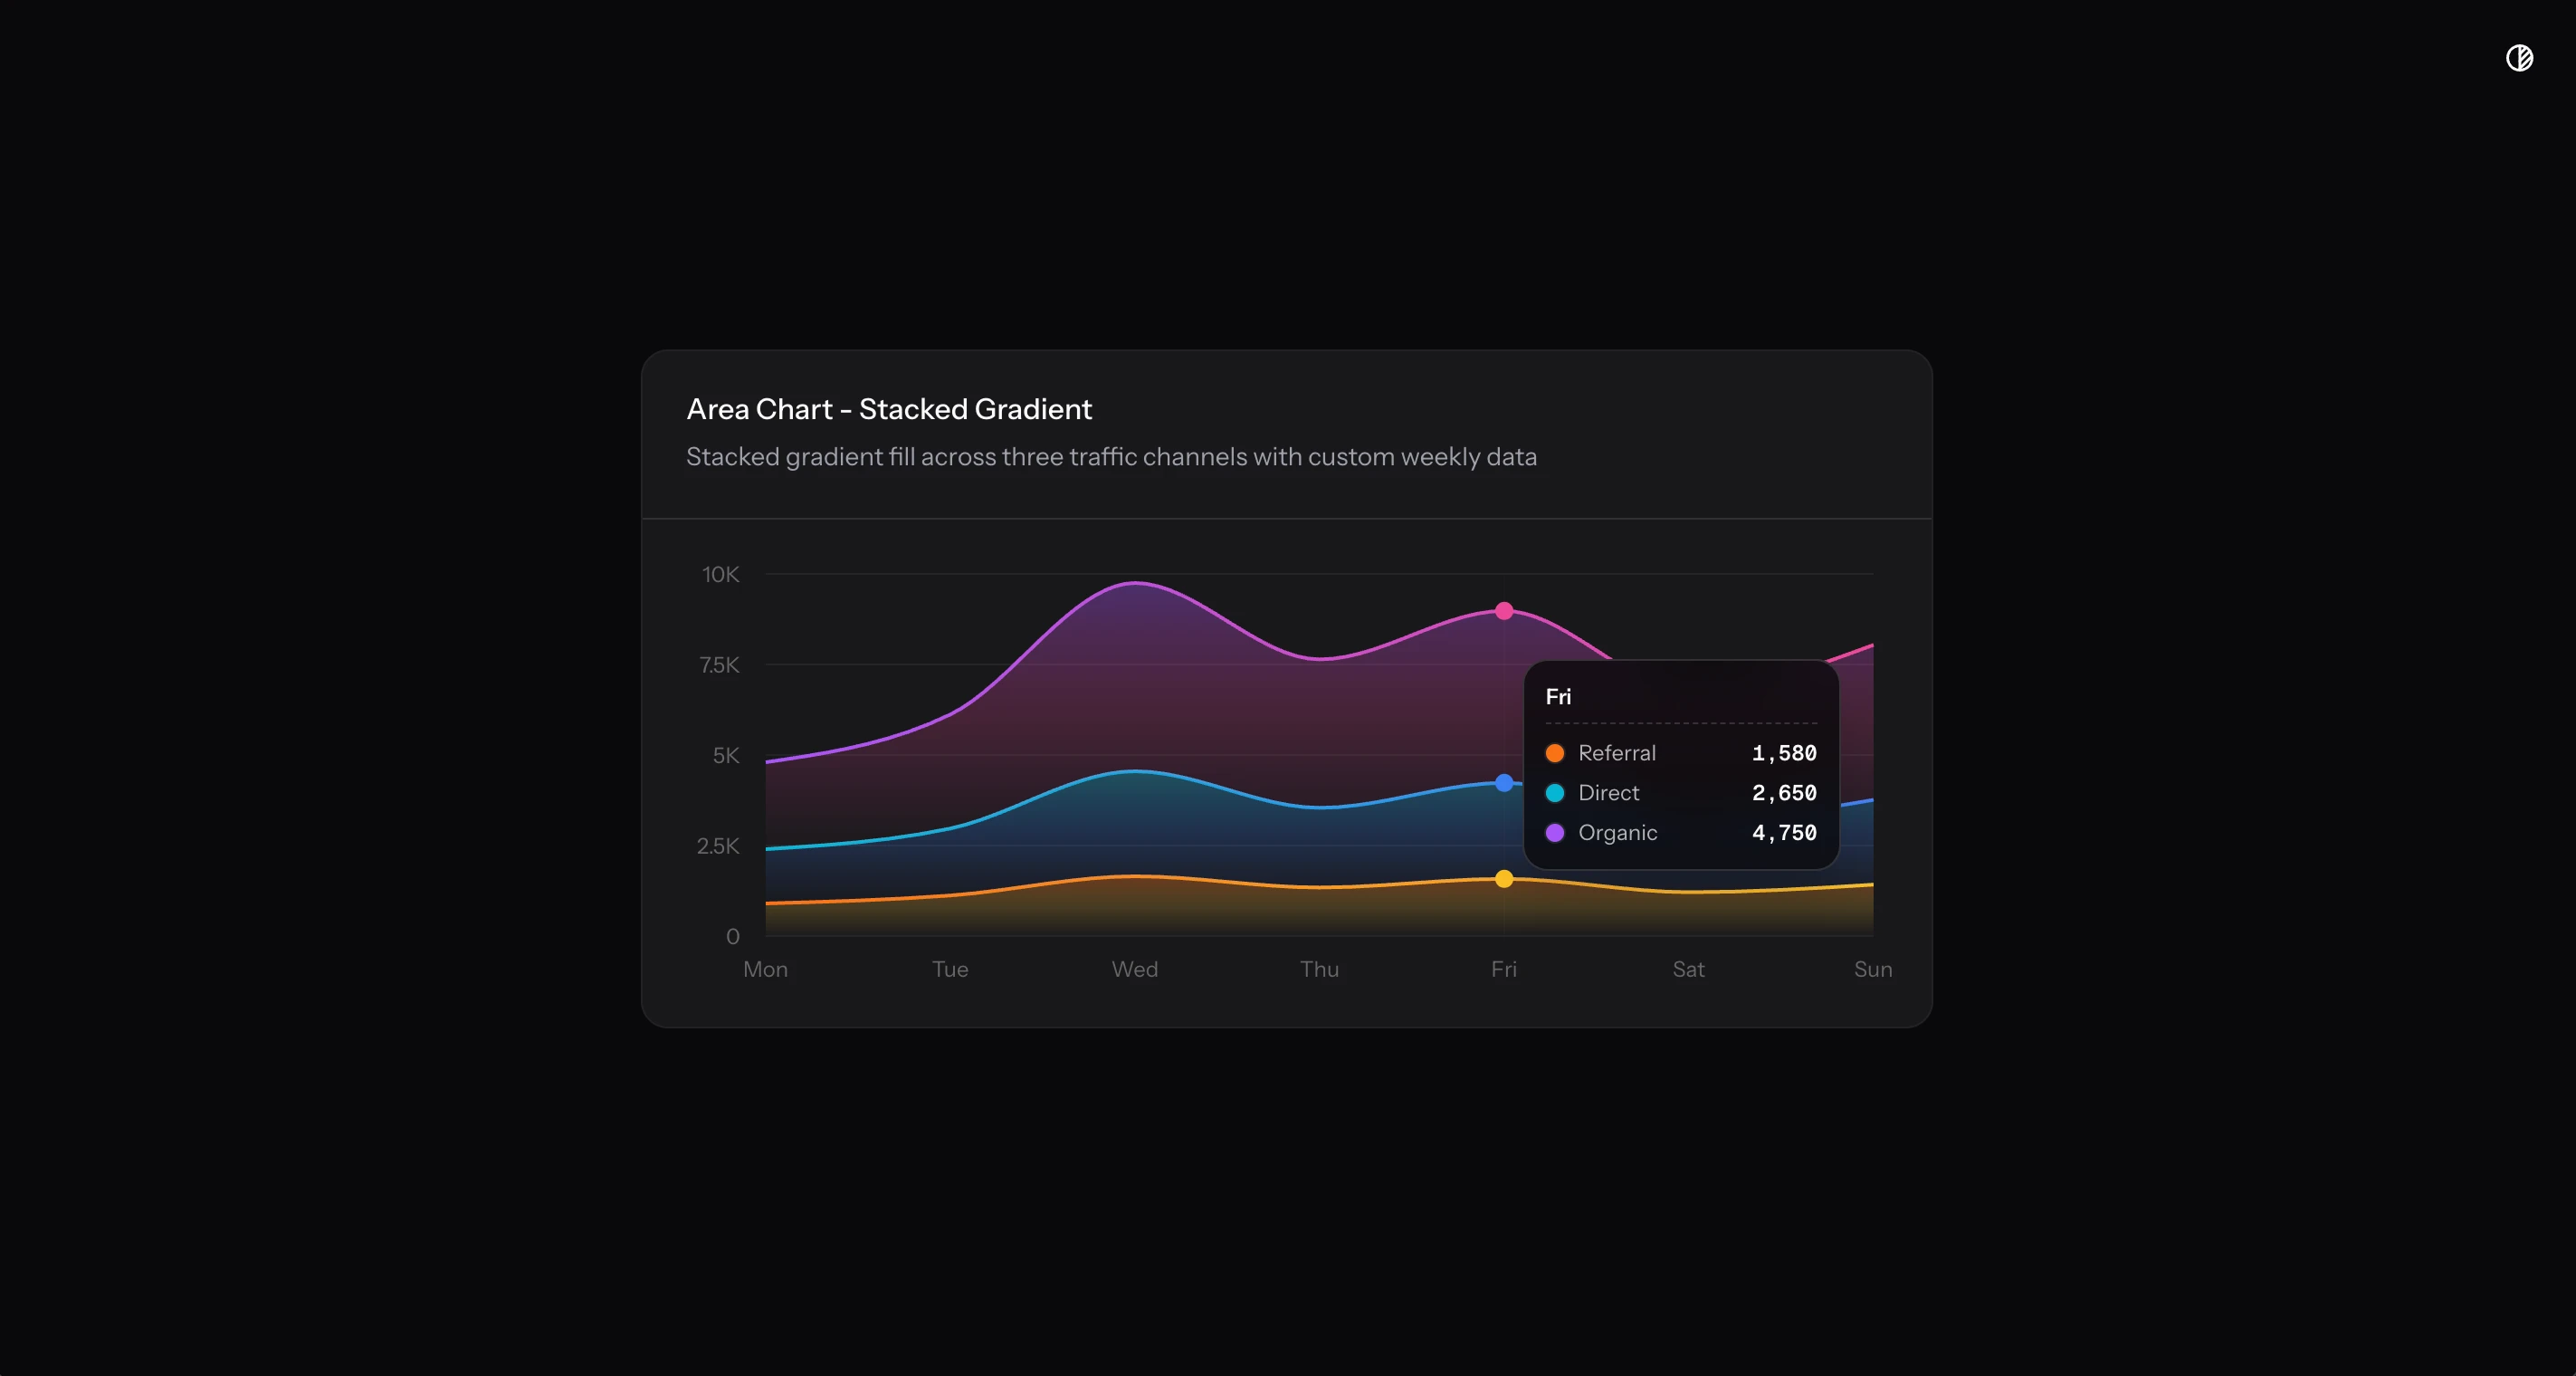 Area Chart - Stacked Gradient
Stacked gradient fill across three traffic channels with custom weekly data
10K
7.5K
5K
2.5K
0
Fri
Referral 1,580
Direct 2,650
Organic 4,750
Mon Tue Wed Thu Fri Sat Sun